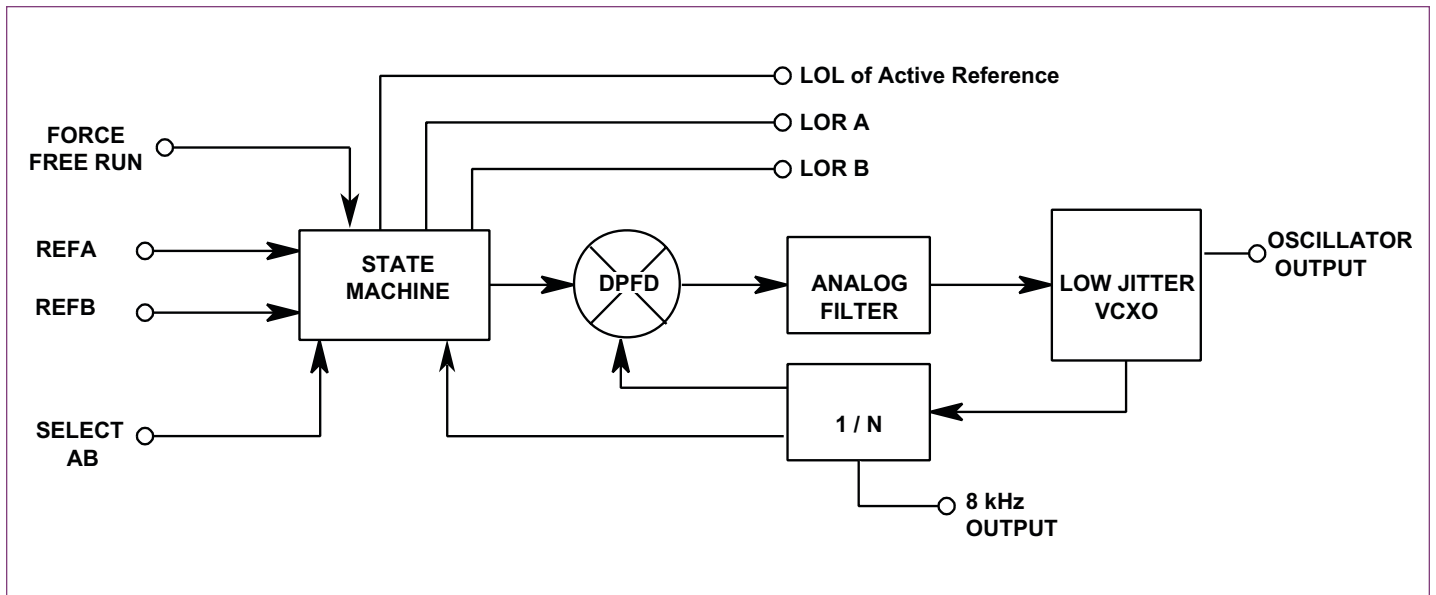 LOL of Active Reference
LOR A
LOR B
FORCE
FREE RUN
REFA
REFB
SELECT
AB
STATE
MACHINE
DPFD
ANALOG
FILTER
LOW JITTER
VCXO
OSCILLATOR
OUTPUT
1 / N
8 kHz
OUTPUT